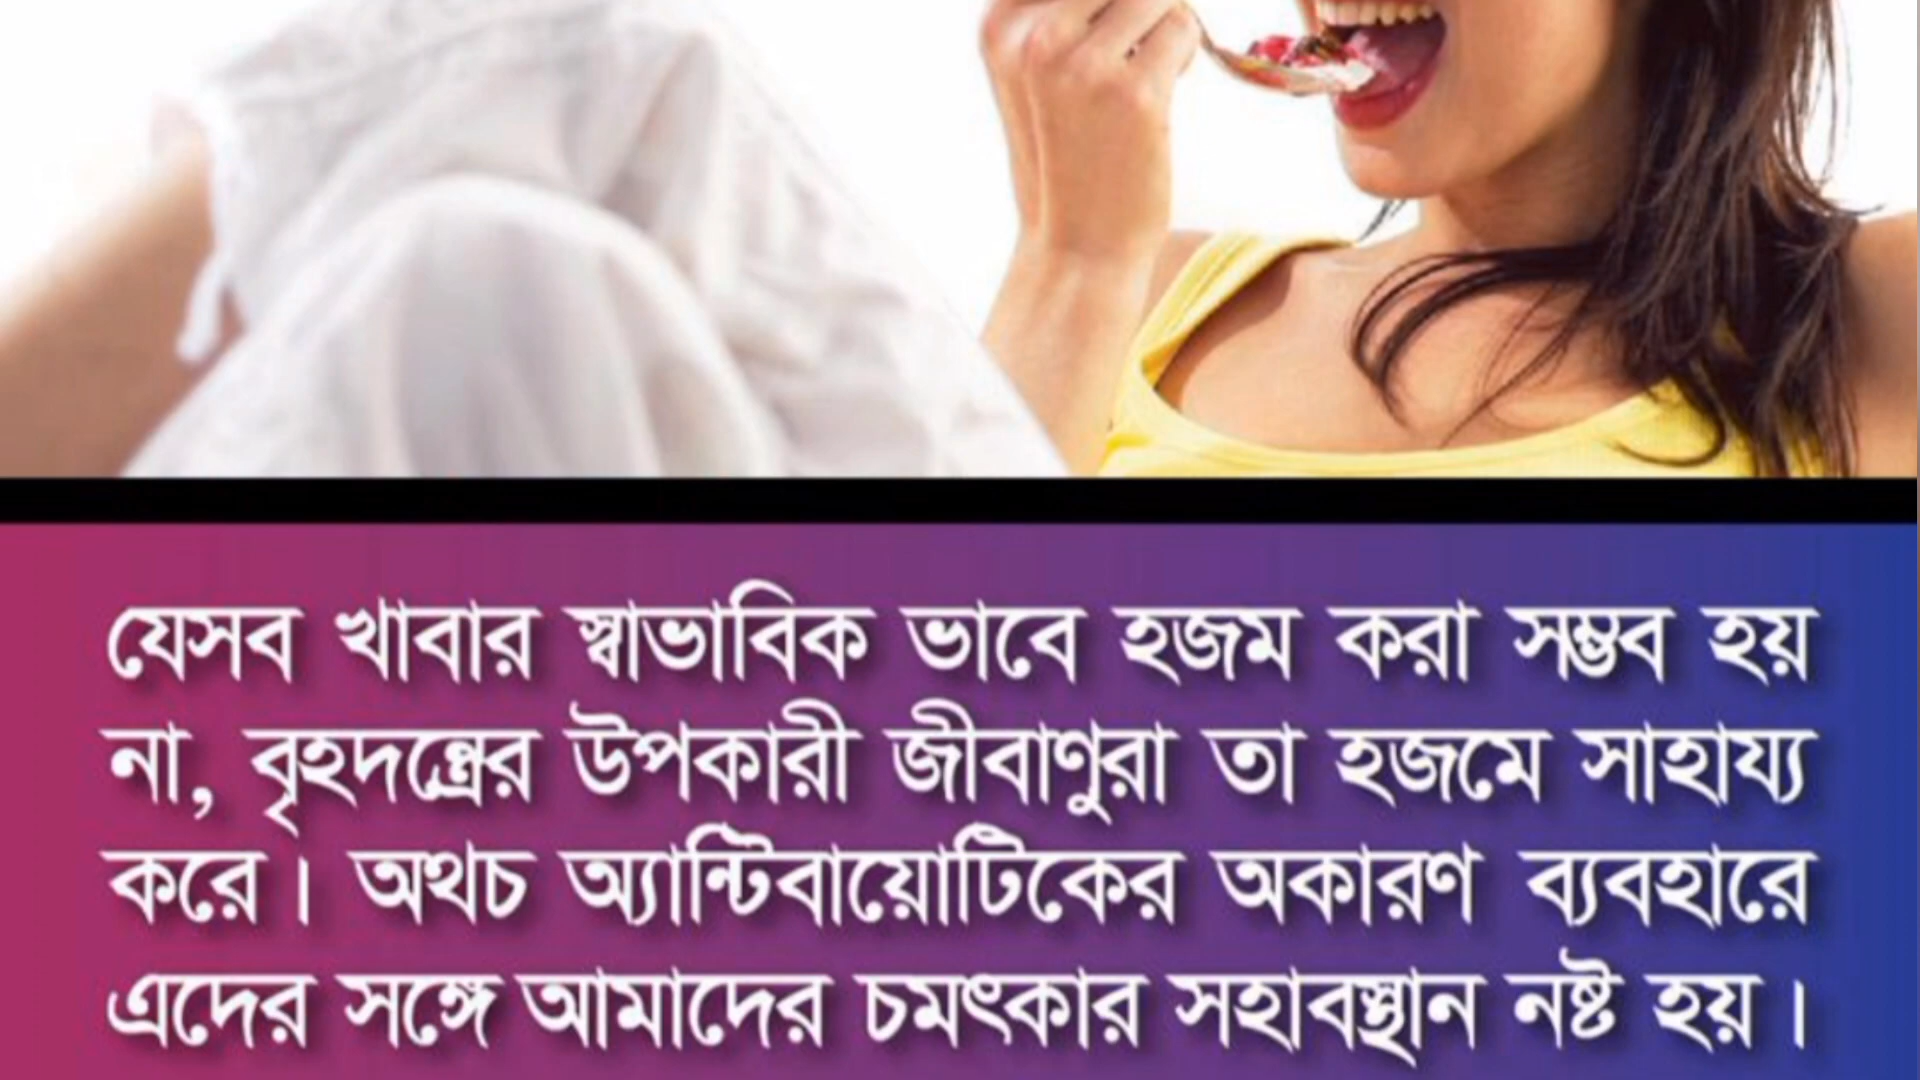 যেসব খাবার স্বাভাবিক ভাবে হজম করা সম্ভব হয়
না, বৃহদন্ত্রের উপকারী জীবাণুরা তা হজমে সাহায্য
করে। অথচ অ্যান্টিবায়োটিকের অকারণ ব্যবহারে
এদের সঙ্গে আমাদের চমৎকার সহাবস্থান নষ্ট হয়।